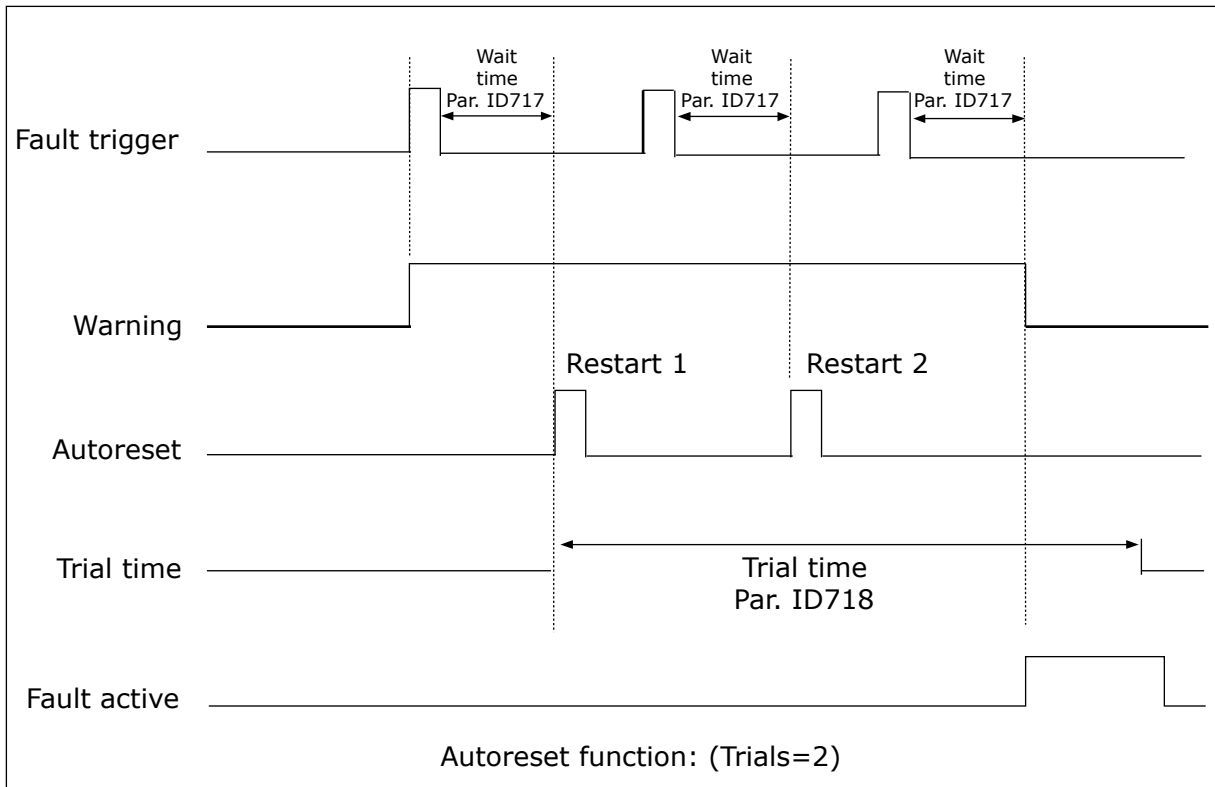 Wait
time
Par. ID717
Wait
time
Par. ID717
Wait
time
Par. ID717
Fault trigger
Warning
Restart 1
Restart 2
Autoreset
Trial time
Trial time
Par. ID718
Fault active
Autoreset function: (Trials=2)